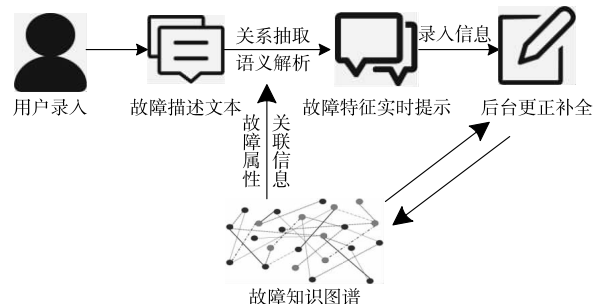 关系抽取
语义解析
录入信息
用户录入
故障描述文本
故障特征实时提示
后台更正补全
故障属性
关联信息
故障知识图谱